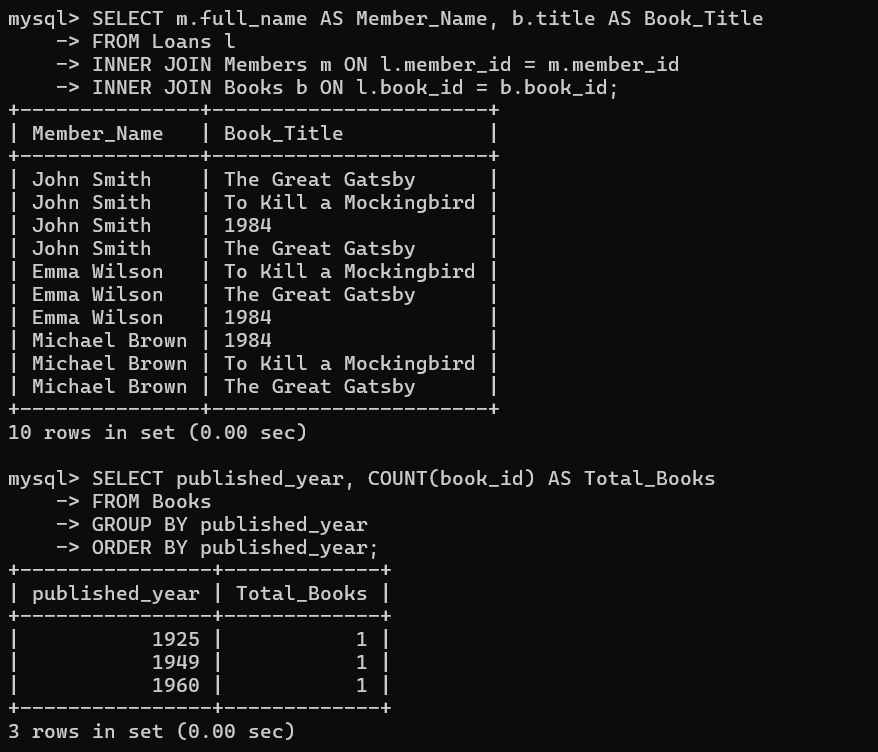 mysql> SELECT m.full_name AS Member_Name, b.title AS Book_Title
    -> FROM Loans l
    -> INNER JOIN Members m ON l.member_id = m.member_id
    -> INNER JOIN Books b ON l.book_id = b.book_id;
+---------------+-----------------------+
| Member_Name   | Book_Title            |
+---------------+-----------------------+
| John Smith    | The Great Gatsby      |
| John Smith    | To Kill a Mockingbird |
| John Smith    | 1984                  |
| John Smith    | The Great Gatsby      |
| Emma Wilson   | To Kill a Mockingbird |
| Emma Wilson   | The Great Gatsby      |
| Emma Wilson   | 1984                  |
| Michael Brown | 1984                  |
| Michael Brown | To Kill a Mockingbird |
| Michael Brown | The Great Gatsby      |
+---------------+-----------------------+
10 rows in set (0.00 sec)

mysql> SELECT published_year, COUNT(book_id) AS Total_Books
    -> FROM Books
    -> GROUP BY published_year
    -> ORDER BY published_year;
+----------------+-------------+
| published_year | Total_Books |
+----------------+-------------+
|           1925 |           1 |
|           1949 |           1 |
|           1960 |           1 |
+----------------+-------------+
3 rows in set (0.00 sec)